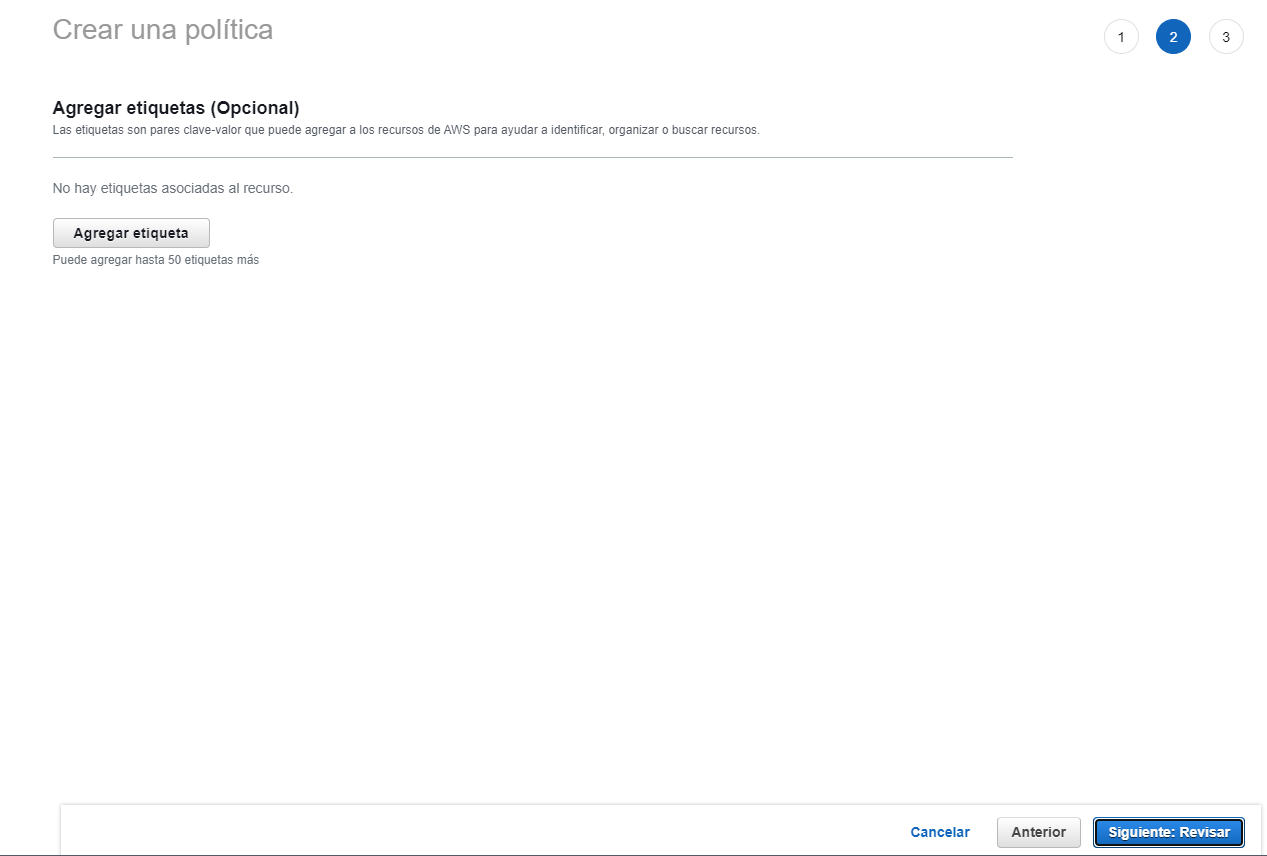 Crear una política
1 2 3
Agregar etiquetas (Opcional)
Las etiquetas son pares clave-valor que puede agregar a los recursos de AWS para ayudar a identificar, organizar o buscar recursos.
No hay etiquetas asociadas al recurso.
Agregar etiqueta
Puede agregar hasta 50 etiquetas más
Cancelar Anterior Siguiente: Revisar